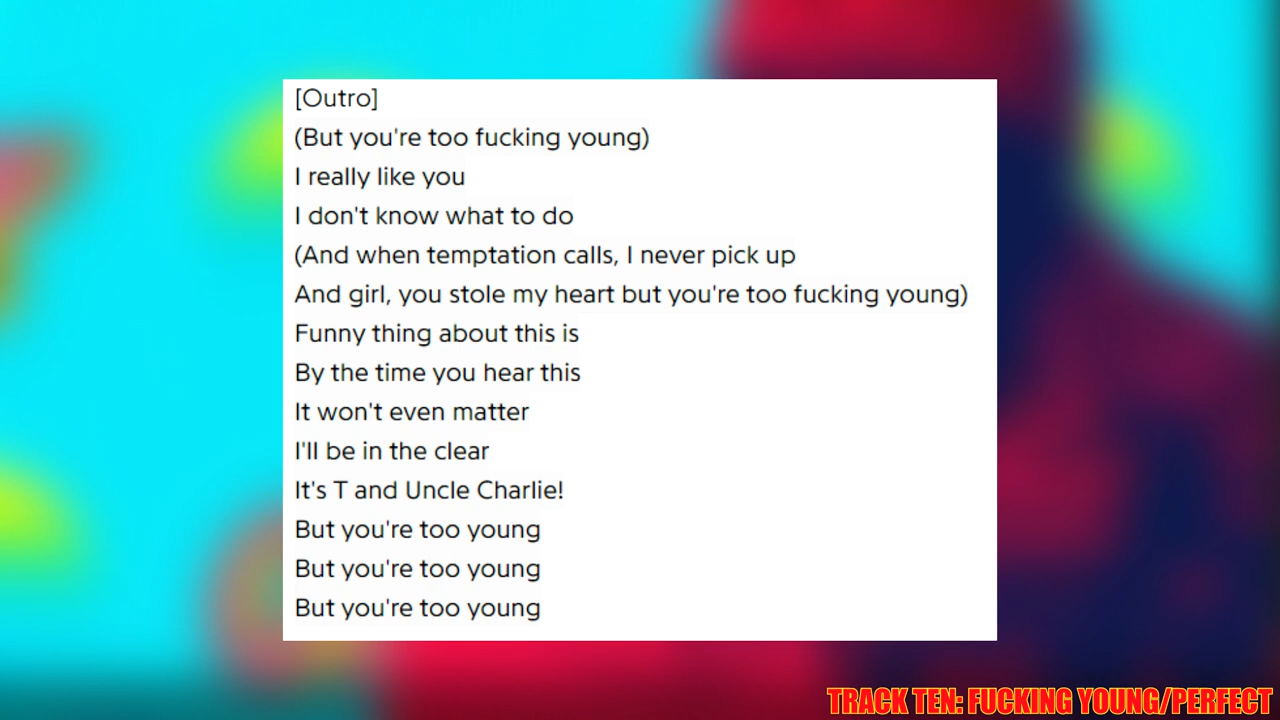 [Outro]
(But you're too fucking young)
I really like you
I don't know what to do
(And when temptation calls, I never pick up
And girl, you stole my heart but you're too fucking young)
Funny thing about this is
By the time you hear this
It won't even matter
I'll be in the clear
It's T and Uncle Charlie!
But you're too young
But you're too young
But you're too young
TRACK TEN: FUCKING YOUNG/PERFECT